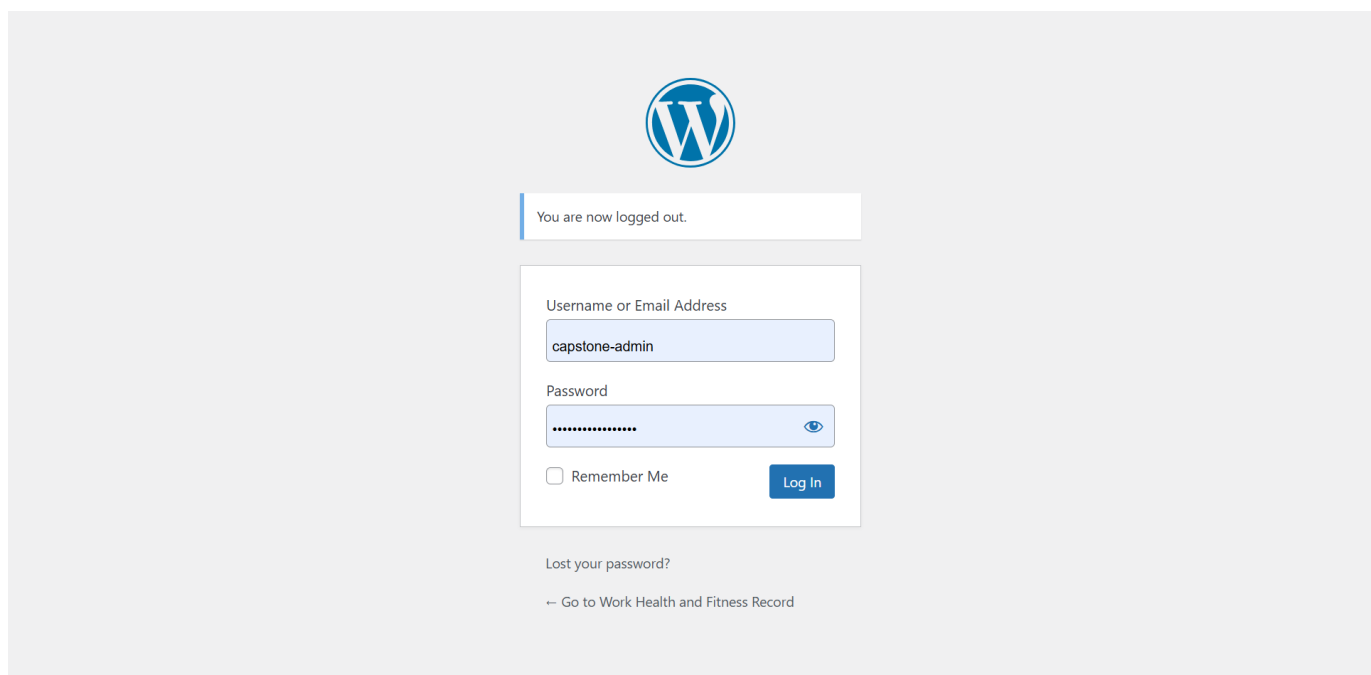 You are now logged out.
Username or Email Address
capstone-admin
Password
•••••••••••••••••
Remember Me
Log In
Lost your password?
← Go to Work Health and Fitness Record